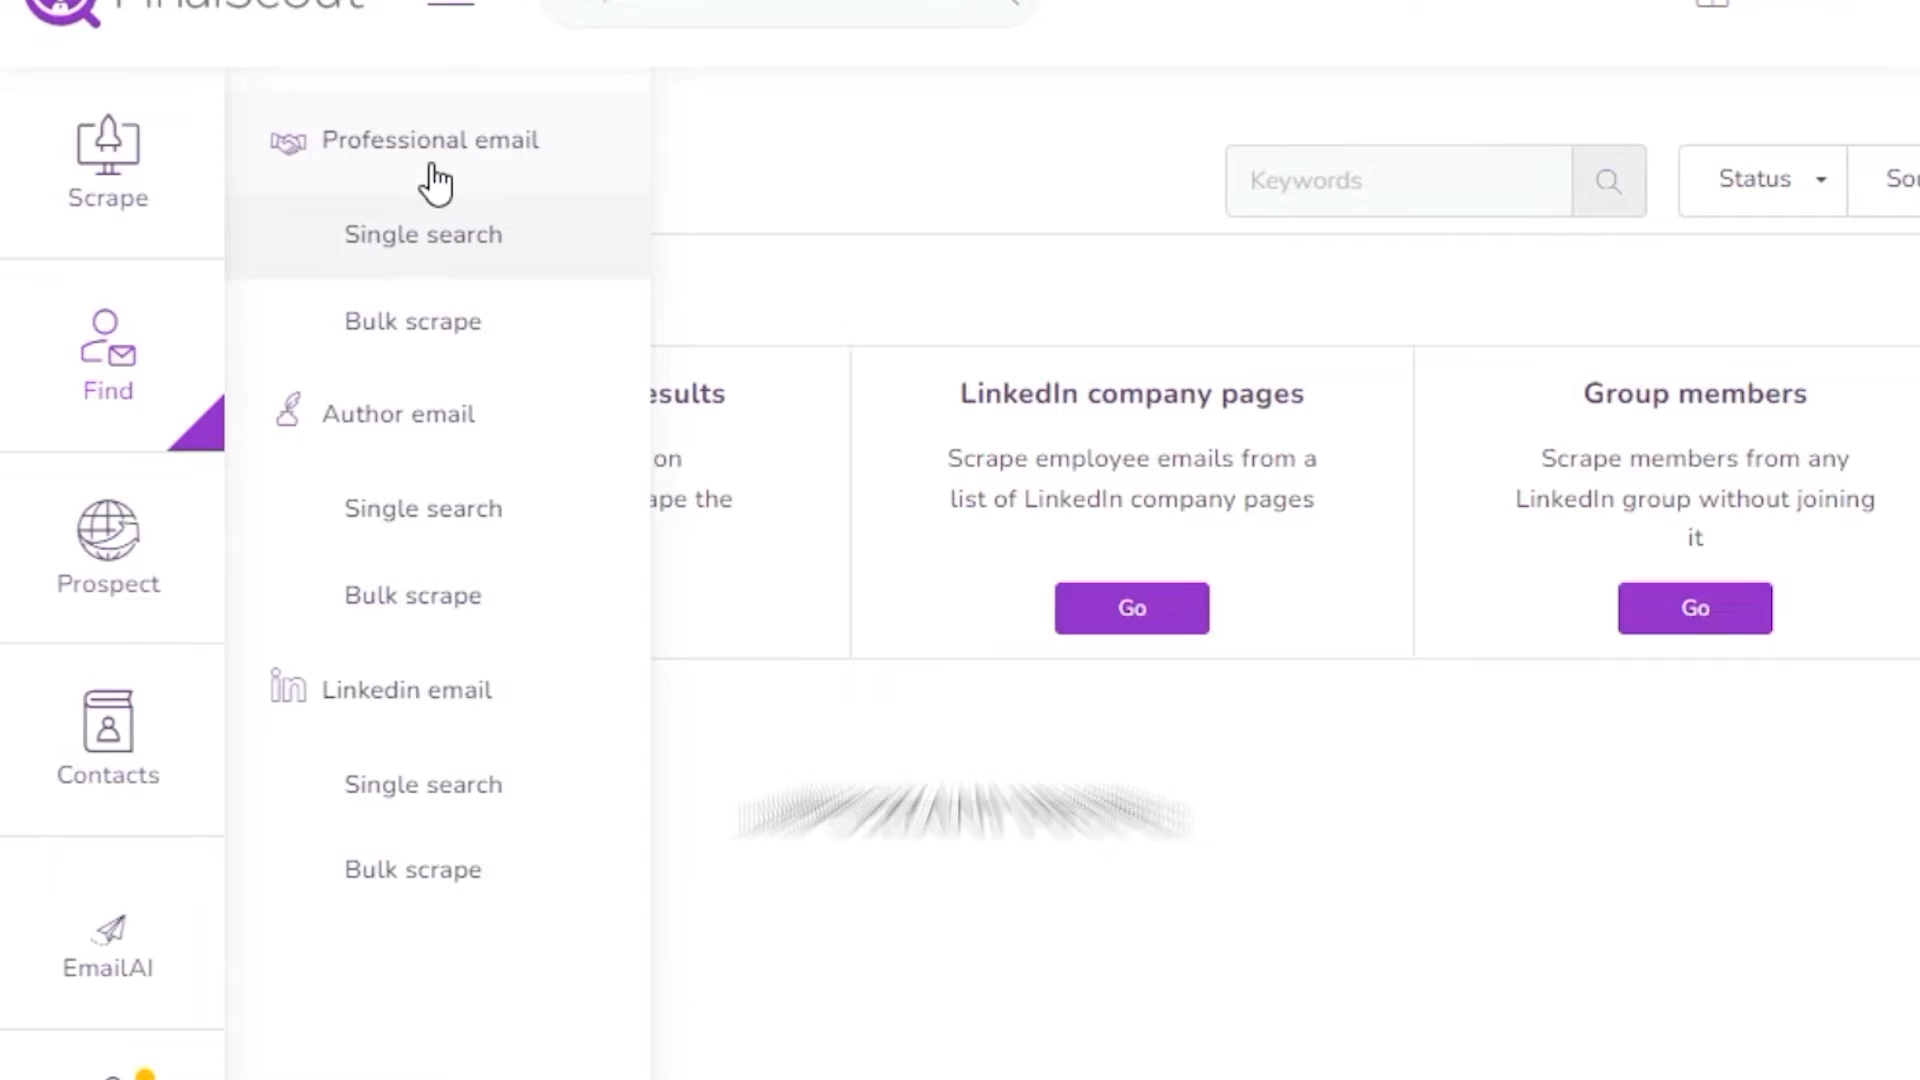 FinalScout
Scrape
Find
Prospect
Contacts
EmailAI
Professional email
Single search
Bulk scrape
Author email
Single search
Bulk scrape
Linkedin email
Single search
Bulk scrape
Keywords
Status
on
the
LinkedIn company pages
Scrape employee emails from a
list of LinkedIn company pages
Go
Group members
Scrape members from any
LinkedIn group without joining
it
Go